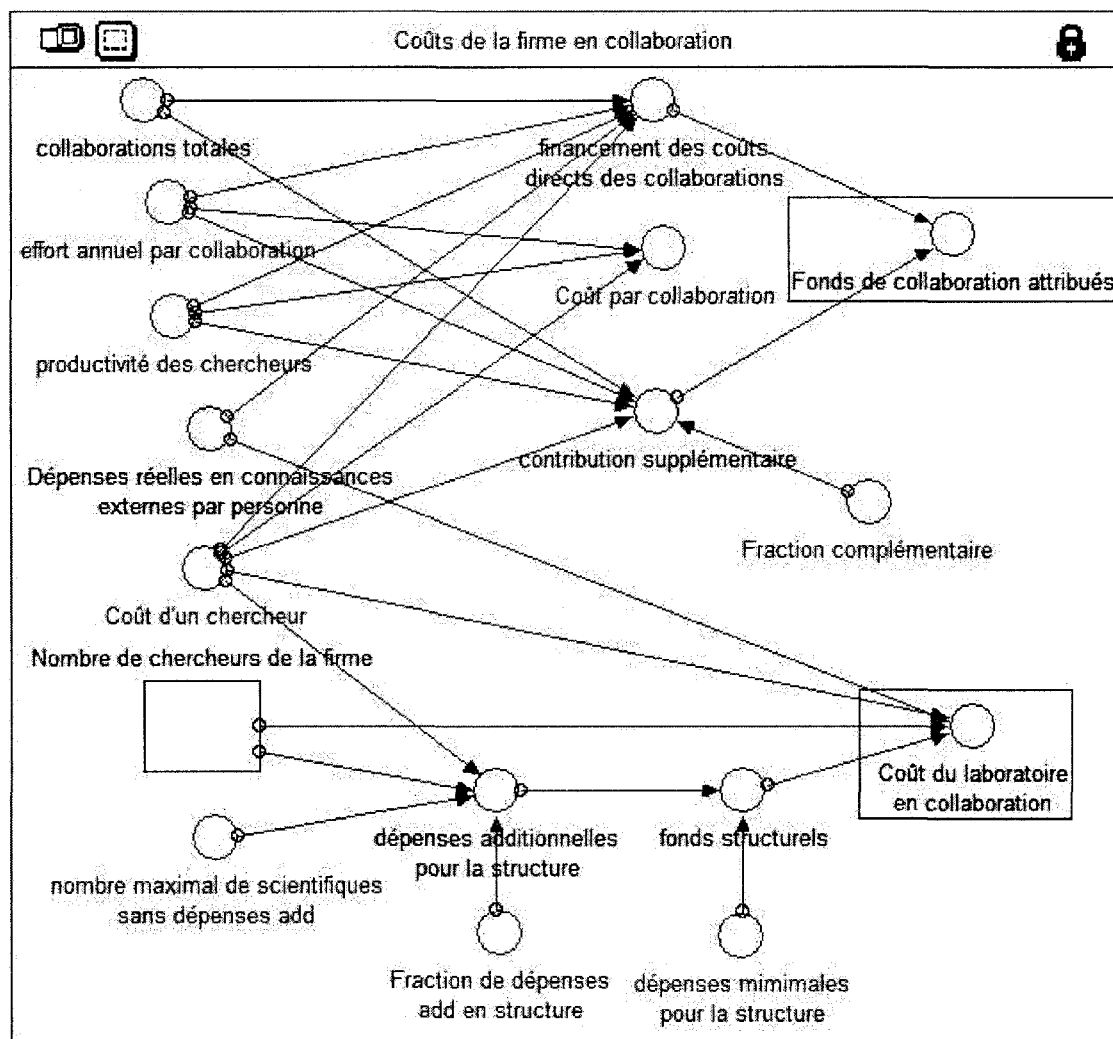 Coûts de la firme en collaboration
collaborations totales
financement des coûts
directs des collaborations
effort annuel par collaboration
Coût par collaboration
Fonds de collaboration attribués
productivité des chercheurs
Dépenses réelles en connaissances
externes par personne
contribution supplémentaire
Fraction complémentaire
Coût d'un chercheur
Nombre de chercheurs de la firme
Coût du laboratoire
en collaboration
dépenses additionnelles
pour la structure
fonds structurels
nombre maximal de scientifiques
sans dépenses add
Fraction de dépenses
add en structure
dépenses mimimales
pour la structure